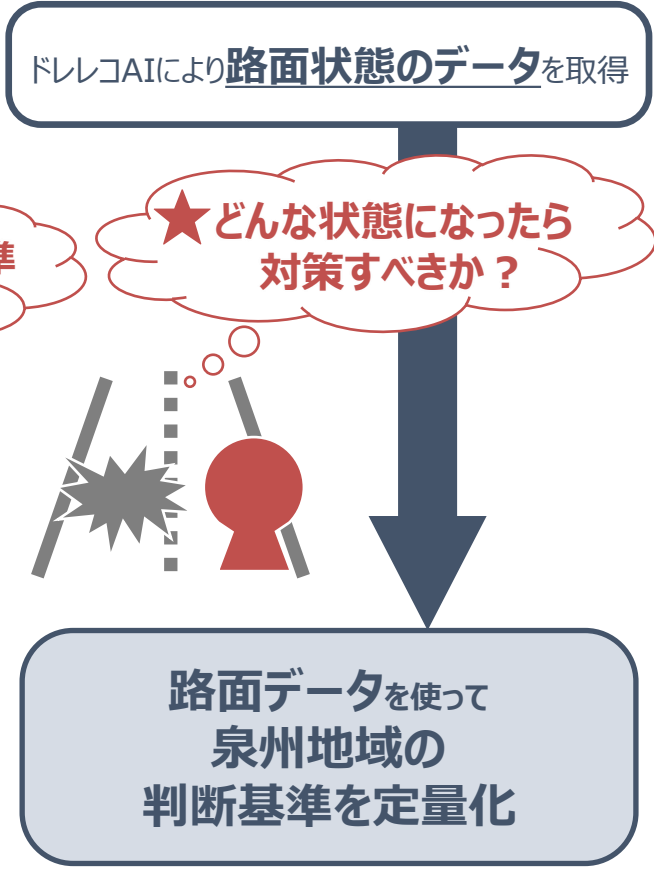 ドレレコAIにより路面状態のデータを取得
★どんな状態になったら
対策すべきか？
準
路面データを使って
泉州地域の
判断基準を定量化